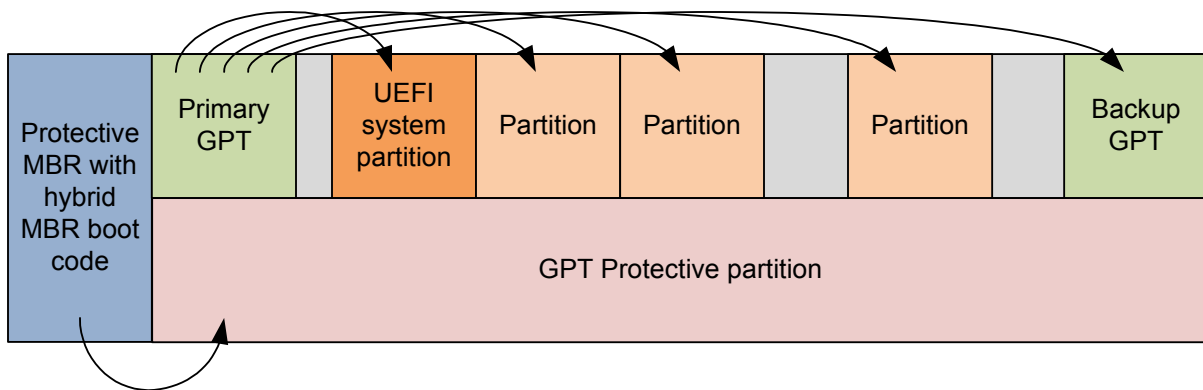 Protective
MBR with
hybrid
MBR boot
code
Primary
GPT
UEFI
system
partition
Partition
Partition
Partition
Backup
GPT
GPT Protective partition